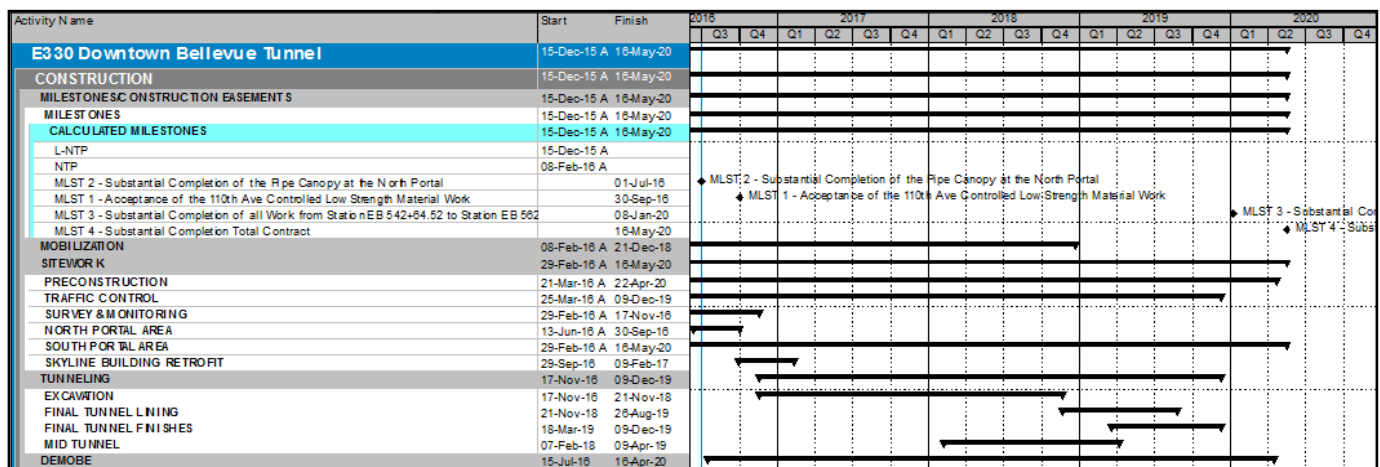 Activity Name Start Finish 2016 2017 2018 2019 2020
Q3 Q4 Q1 Q2 Q3 Q4 Q1 Q2 Q3 Q4 Q1 Q2 Q3 Q4 Q1 Q2 Q3 Q4
E330 Downtown Bellevue Tunnel 15-Dec-15 A 16-May-20
CONSTRUCTION 15-Dec-15 A 16-May-20
MILESTONES/CONSTRUCTION EASEMENTS 15-Dec-15 A 16-May-20
MILESTONES 15-Dec-15 A 16-May-20
CALCULATED MILESTONES 15-Dec-15 A 16-May-20
L-NTP 15-Dec-15 A
NTP 08-Feb-16 A
MLST 2 - Substantial Completion of the Pipe Canopy at the North Portal 01-Jul-16 MLST 2 - Substantial Completion of the Pipe Canopy at the North Portal
MLST 1 - Acceptance of the 110th Ave Controlled Low Strength Material Work 30-Sep-16 MLST 1 - Acceptance of the 110th Ave Controlled Low Strength Material Work
MLST 3 - Substantial Completion of all Work from Station EB 542+64.52 to Station EB 562 08-Jan-20 MLST 3 - Substantial Co
MLST 4 - Substantial Completion Total Contract 16-May-20 MLST 4 - Subst
MOBILIZATION 08-Feb-16 A 21-Dec-18
SITEWORK 29-Feb-16 A 16-May-20
PRECONSTRUCTION 21-Mar-16 A 22-Apr-20
TRAFFIC CONTROL 25-Mar-16 A 09-Dec-19
SURVEY & MONITORING 29-Feb-16 A 17-Nov-16
NORTH PORTAL AREA 13-Jun-16 A 30-Sep-16
SOUTH PORTAL AREA 29-Feb-16 A 16-May-20
SKYLINE BUILDING RETROFIT 29-Sep-16 09-Feb-17
TUNNELING 17-Nov-16 09-Dec-19
EXCAVATION 17-Nov-16 21-Nov-18
FINAL TUNNEL LINING 21-Nov-18 26-Aug-19
FINAL TUNNEL FINISHES 18-Mar-19 09-Dec-19
MID TUNNEL 07-Feb-18 09-Apr-19
DEMOBE 15-Jul-16 16-Apr-20